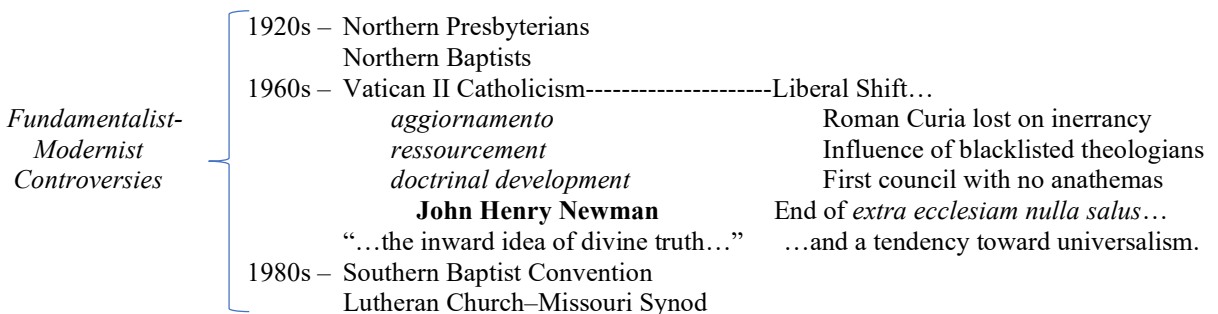 1920s – Northern Presbyterians
Northern Baptists
1960s – Vatican II Catholicism---------------------Liberal Shift…
Fundamentalist- aggiornamento Roman Curia lost on inerrancy
Modernist ressourcement Influence of blacklisted theologians
Controversies doctrinal development First council with no anathemas
John Henry Newman End of extra ecclesiam nulla salus…
“…the inward idea of divine truth…” …and a tendency toward universalism.
1980s – Southern Baptist Convention
Lutheran Church–Missouri Synod